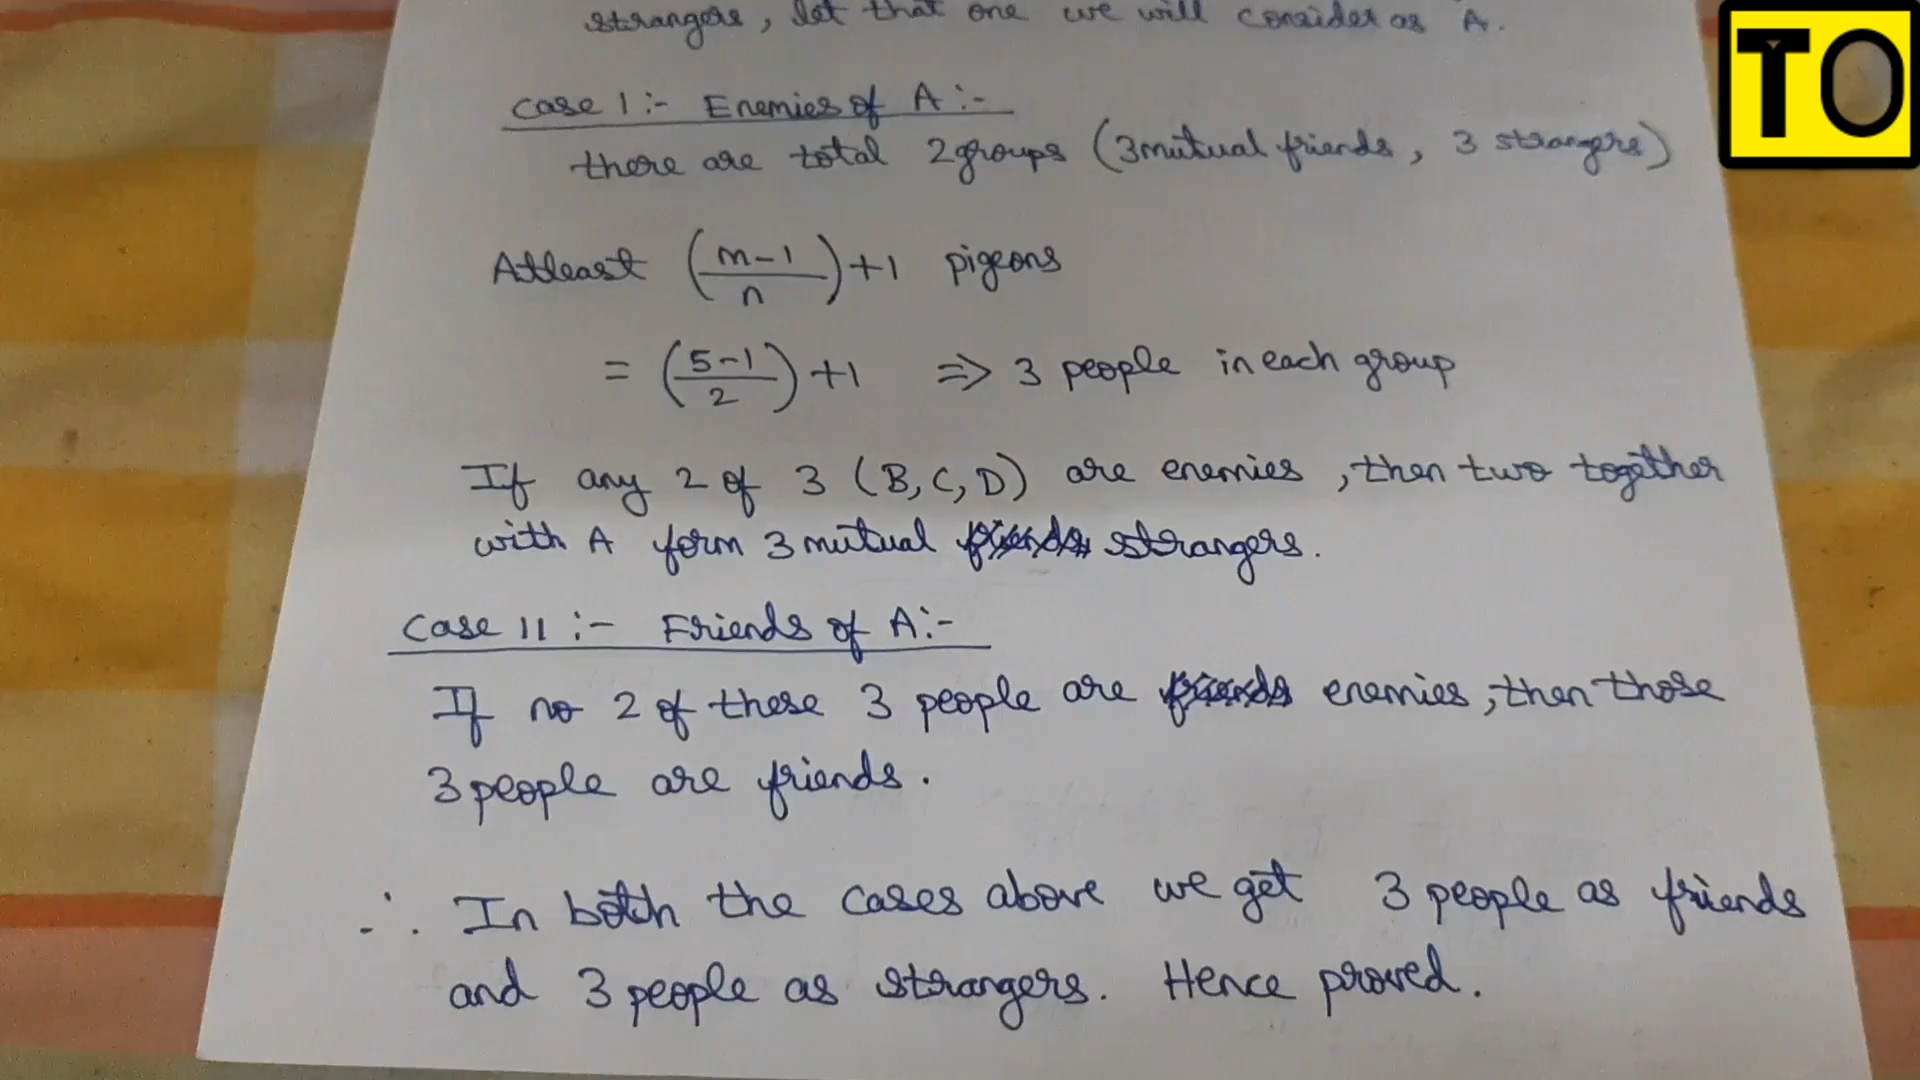 strangers, let that one we will consider as A.
TO
Case I :- Enemies of A :-
there are total 2 groups (3 mutual friends, 3 strangers)
Atleast (m-1/n)+1 pigeons
= (5-1/2)+1 => 3 people in each group
If any 2 of 3 (B, C, D) are enemies, then two together
with A form 3 mutual friends strangers.
Case II :- Friends of A:-
If no 2 of these 3 people are friends enemies, then those
3 people are friends.
∴ In both the cases above we get 3 people as friends
and 3 people as strangers. Hence proved.